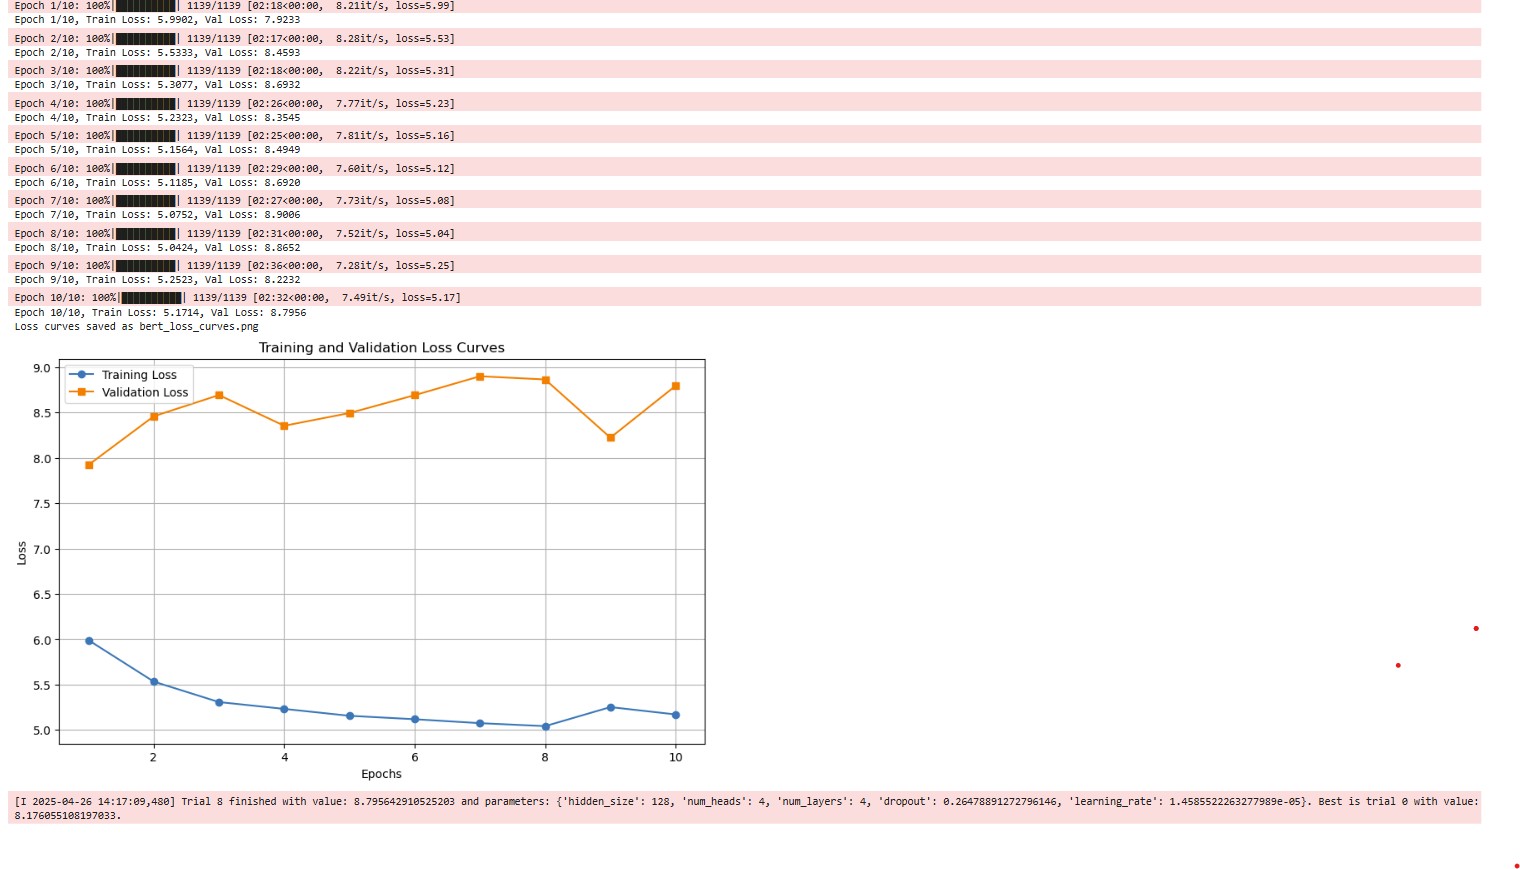 Epoch 1/10: 100%|██████████| 1139/1139 [02:18<00:00,  8.21it/s, loss=5.99]
Epoch 1/10, Train Loss: 5.9902, Val Loss: 7.9233
Epoch 2/10: 100%|██████████| 1139/1139 [02:17<00:00,  8.28it/s, loss=5.53]
Epoch 2/10, Train Loss: 5.5333, Val Loss: 8.4593
Epoch 3/10: 100%|██████████| 1139/1139 [02:18<00:00,  8.22it/s, loss=5.31]
Epoch 3/10, Train Loss: 5.3077, Val Loss: 8.6932
Epoch 4/10: 100%|██████████| 1139/1139 [02:26<00:00,  7.77it/s, loss=5.23]
Epoch 4/10, Train Loss: 5.2323, Val Loss: 8.3545
Epoch 5/10: 100%|██████████| 1139/1139 [02:25<00:00,  7.81it/s, loss=5.16]
Epoch 5/10, Train Loss: 5.1564, Val Loss: 8.4949
Epoch 6/10: 100%|██████████| 1139/1139 [02:29<00:00,  7.60it/s, loss=5.12]
Epoch 6/10, Train Loss: 5.1185, Val Loss: 8.6920
Epoch 7/10: 100%|██████████| 1139/1139 [02:27<00:00,  7.73it/s, loss=5.08]
Epoch 7/10, Train Loss: 5.0752, Val Loss: 8.9006
Epoch 8/10: 100%|██████████| 1139/1139 [02:31<00:00,  7.52it/s, loss=5.04]
Epoch 8/10, Train Loss: 5.0424, Val Loss: 8.8652
Epoch 9/10: 100%|██████████| 1139/1139 [02:36<00:00,  7.28it/s, loss=5.25]
Epoch 9/10, Train Loss: 5.2523, Val Loss: 8.2232
Epoch 10/10: 100%|██████████| 1139/1139 [02:32<00:00,  7.49it/s, loss=5.17]
Epoch 10/10, Train Loss: 5.1714, Val Loss: 8.7956
Loss curves saved as bert_loss_curves.png
Training and Validation Loss Curves
Training Loss
Validation Loss
9.0
8.5
8.0
7.5
7.0
6.5
6.0
5.5
5.0
Loss
2 4 6 8 10
Epochs
[I 2025-04-26 14:17:09,480] Trial 8 finished with value: 8.795642910525203 and parameters: {'hidden_size': 128, 'num_heads': 4, 'num_layers': 4, 'dropout': 0.26478891272796146, 'learning_rate': 1.4585522263277989e-05}. Best is trial 0 with value:
8.176055108197033.